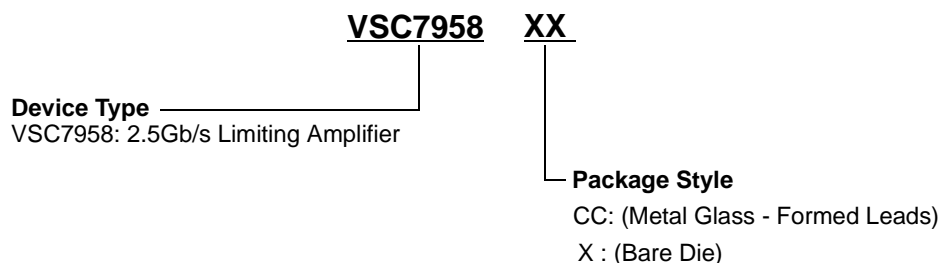 VSC7958 XX
Device Type
VSC7958: 2.5Gb/s Limiting Amplifier
Package Style
CC: (Metal Glass - Formed Leads)
X : (Bare Die)